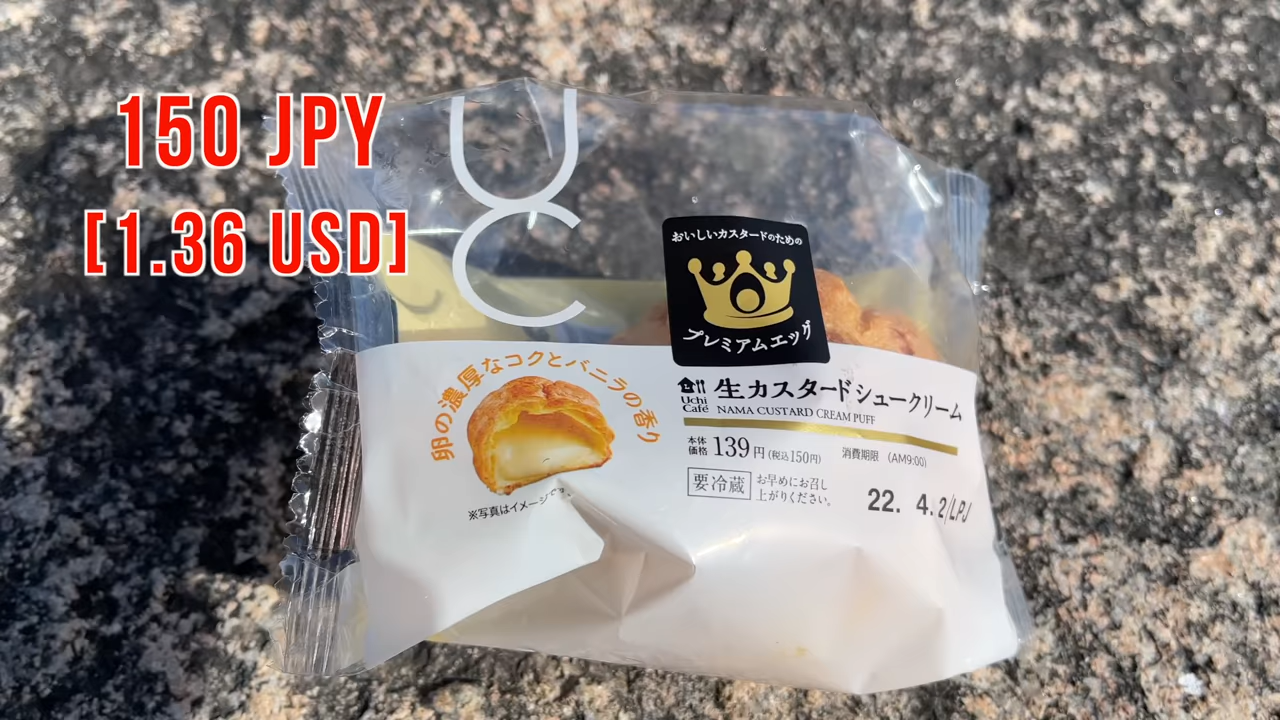 150 JPY
[1.36 USD]
UC
おいしいカスタードのための
プレミアムエッグ
卵の濃厚なコクとバニラの香り
※写真はイメージです。
Uchi
Café
生カスタードシュークリーム
NAMA CUSTARD CREAM PUFF
本体
価格
139円(税込150円)
消費期限 (AM9:00)
要冷蔵
お早めにお召し
上がりください。
22. 4. 2/LPJ